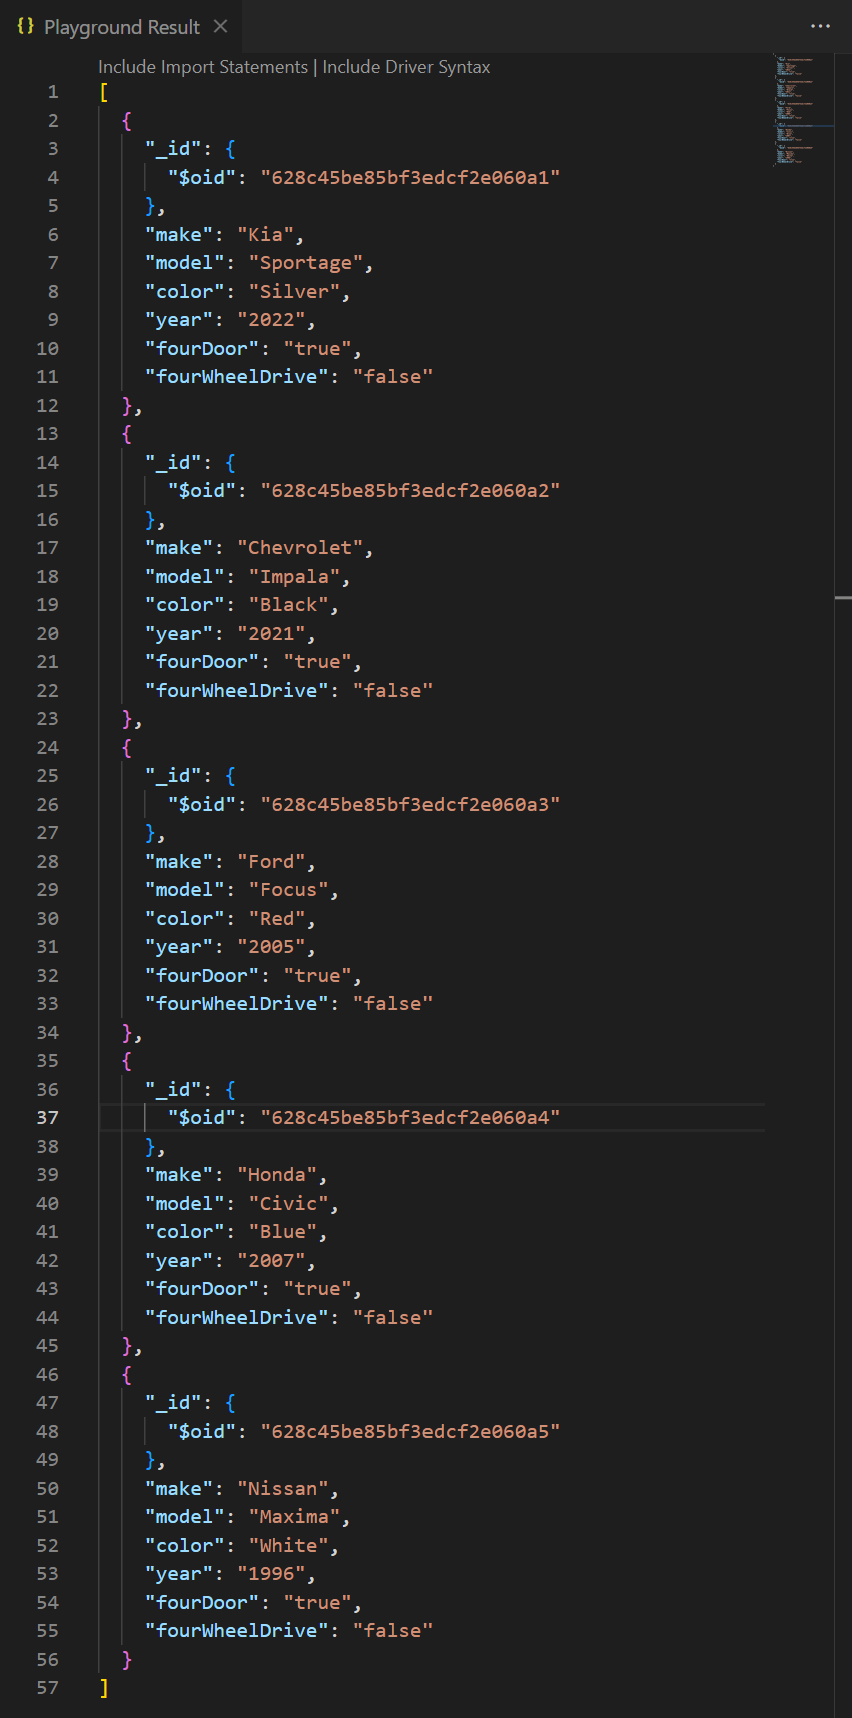 {} Playground Result ×
Include Import Statements | Include Driver Syntax
1 [
2 {
3 "_id": {
4 "$oid": "628c45be85bf3edcf2e060a1"
5 },
6 "make": "Kia",
7 "model": "Sportage",
8 "color": "Silver",
9 "year": "2022",
10 "fourDoor": "true",
11 "fourWheelDrive": "false"
12 },
13 {
14 "_id": {
15 "$oid": "628c45be85bf3edcf2e060a2"
16 },
17 "make": "Chevrolet",
18 "model": "Impala",
19 "color": "Black",
20 "year": "2021",
21 "fourDoor": "true",
22 "fourWheelDrive": "false"
23 },
24 {
25 "_id": {
26 "$oid": "628c45be85bf3edcf2e060a3"
27 },
28 "make": "Ford",
29 "model": "Focus",
30 "color": "Red",
31 "year": "2005",
32 "fourDoor": "true",
33 "fourWheelDrive": "false"
34 },
35 {
36 "_id": {
37 "$oid": "628c45be85bf3edcf2e060a4"
38 },
39 "make": "Honda",
40 "model": "Civic",
41 "color": "Blue",
42 "year": "2007",
43 "fourDoor": "true",
44 "fourWheelDrive": "false"
45 },
46 {
47 "_id": {
48 "$oid": "628c45be85bf3edcf2e060a5"
49 },
50 "make": "Nissan",
51 "model": "Maxima",
52 "color": "White",
53 "year": "1996",
54 "fourDoor": "true",
55 "fourWheelDrive": "false"
56 }
57 ]